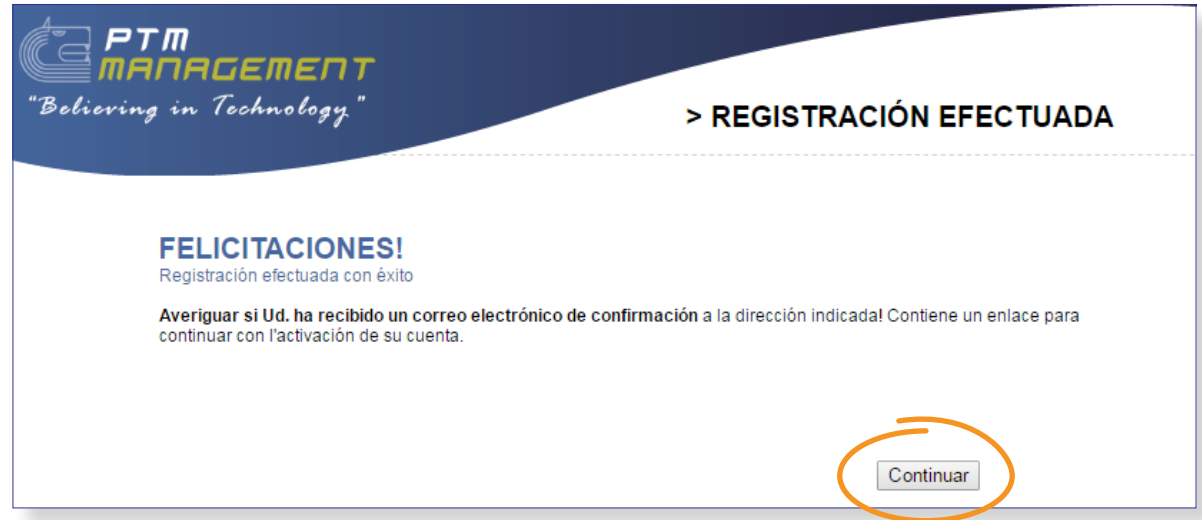 PTM
MANAGEMENT
"Believing in Technology"
> REGISTRACIÓN EFECTUADA
FELICITACIONES!
Registración efectuada con éxito
Averiguar si Ud. ha recibido un correo electrónico de confirmación a la dirección indicada! Contiene un enlace para
continuar con l'activación de su cuenta.
Continuar